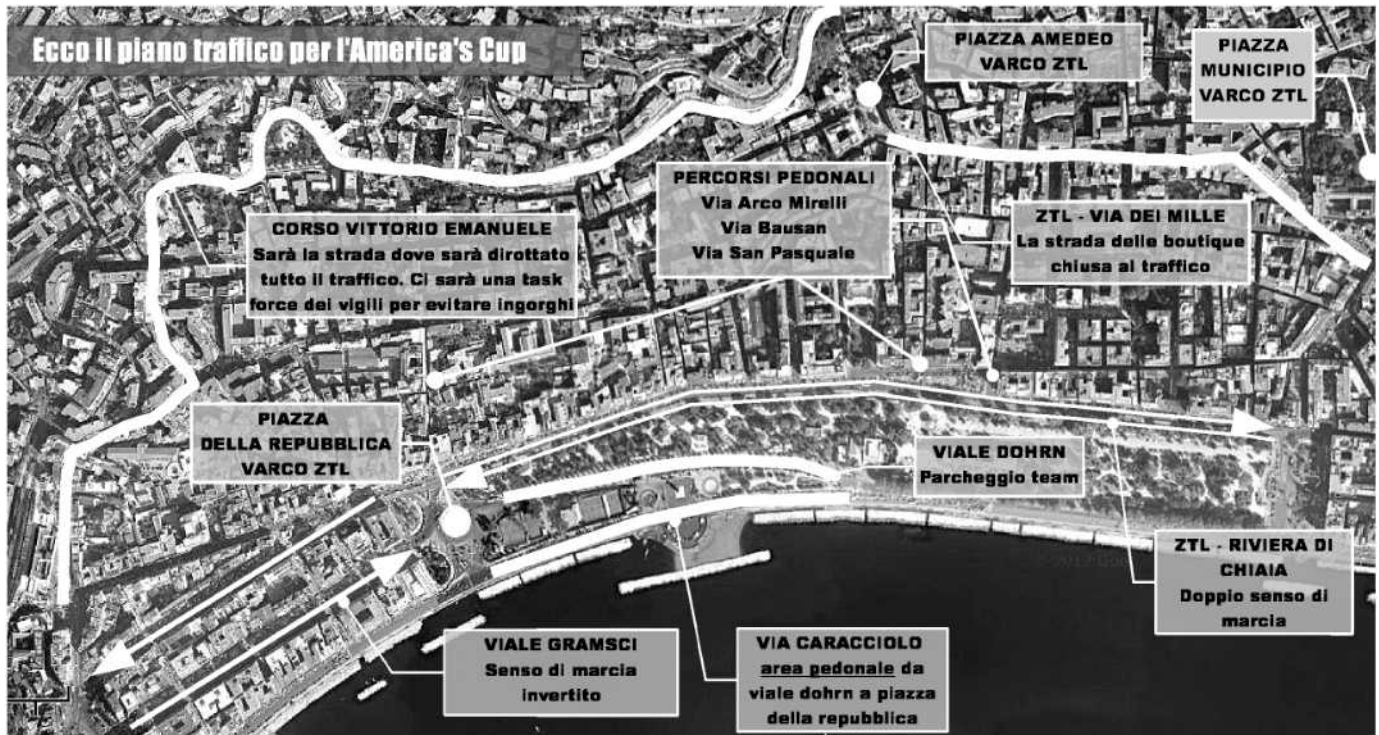 Ecco il piano traffico per l'America's Cup
PIAZZA AMEDEO
VARCO ZTL
PIAZZA
MUNICIPIO
VARCO ZTL
PERCORSI PEDONALI
Via Arco Mirelli
Via Bausan
Via San Pasquale
CORSO VITTORIO EMANUELE
Sarà la strada dove sarà dirottato
tutto il traffico. Ci sarà una task
force dei vigili per evitare ingorghi
ZTL - VIA DEI MILLE
La strada delle boutique
chiusa al traffico
PIAZZA
DELLA REPUBBLICA
VARCO ZTL
VIALE DOHRN
Parcheggio team
ZTL - RIVIERA DI
CHIAIA
Doppio senso di
marcia
VIALE GRAMSCI
Senso di marcia
invertito
VIA CARACCIOLO
area pedonale da
viale dohrn a piazza
della repubblica